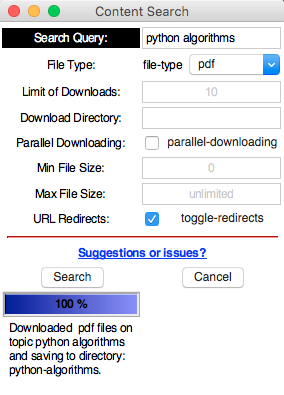 Content Search
Search Query: python algorithms
File Type: file-type pdf
Limit of Downloads: 10
Download Directory:
Parallel Downloading: parallel-downloading
Min File Size: 0
Max File Size: unlimited
URL Redirects: toggle-redirects
Suggestions or issues?
Search Cancel
100 %
Downloaded pdf files on
topic python algorithms
and saving to directory:
python-algorithms.